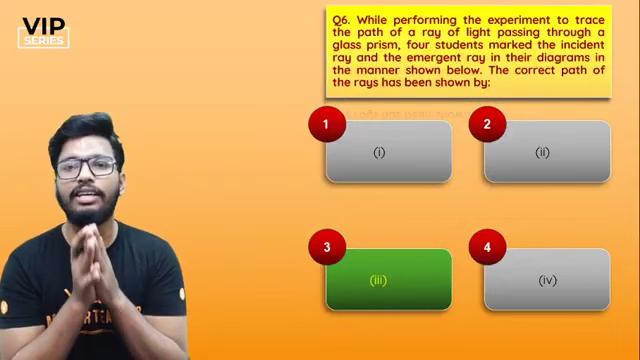 VIP
SERIES
Q6. While performing the experiment to trace
the path of a ray of light passing through a
glass prism, four students marked the incident
ray and the emergent ray in their diagrams in
the manner shown below. The correct path of
the rays has been shown by:
1
(i)
2
(ii)
3
(iii)
4
(iv)